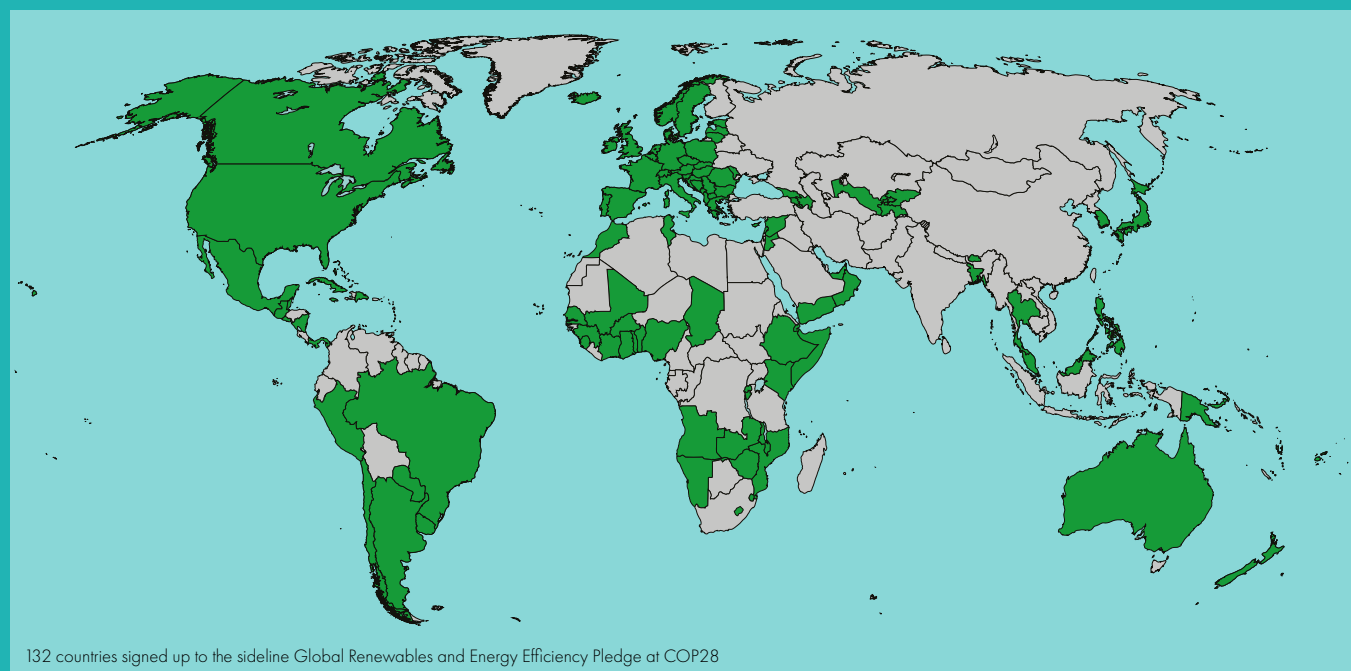 132 countries signed up to the sideline Global Renewables and Energy Efficiency Pledge at COP28